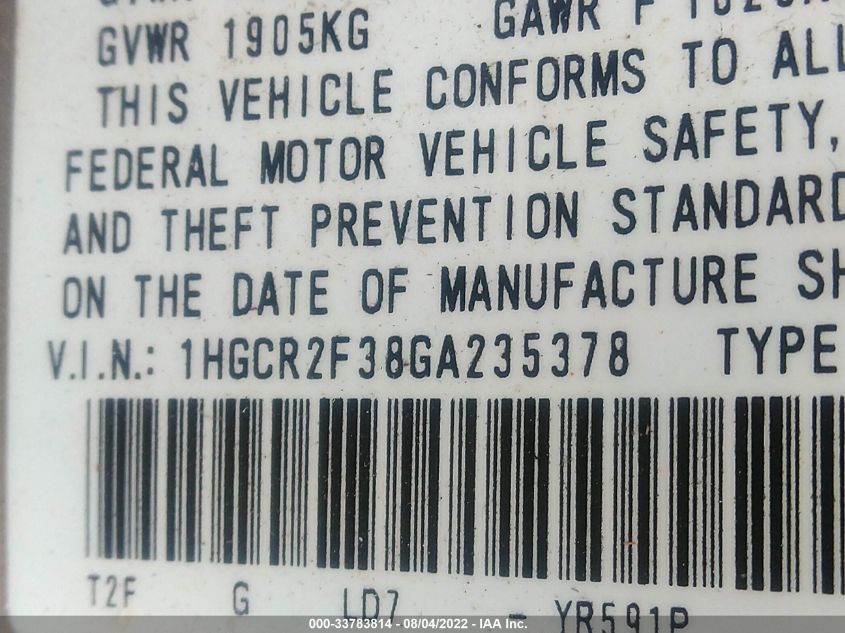 GVWR 1905KG GAWR F
THIS VEHICLE CONFORMS TO ALL
FEDERAL MOTOR VEHICLE SAFETY,
AND THEFT PREVENTION STANDARD
ON THE DATE OF MANUFACTURE SH
V.I.N.: 1HGCR2F38GA235378 TYPE
T2F G LD7 - YR591P
000-33783814 - 08/04/2022 - IAA Inc.